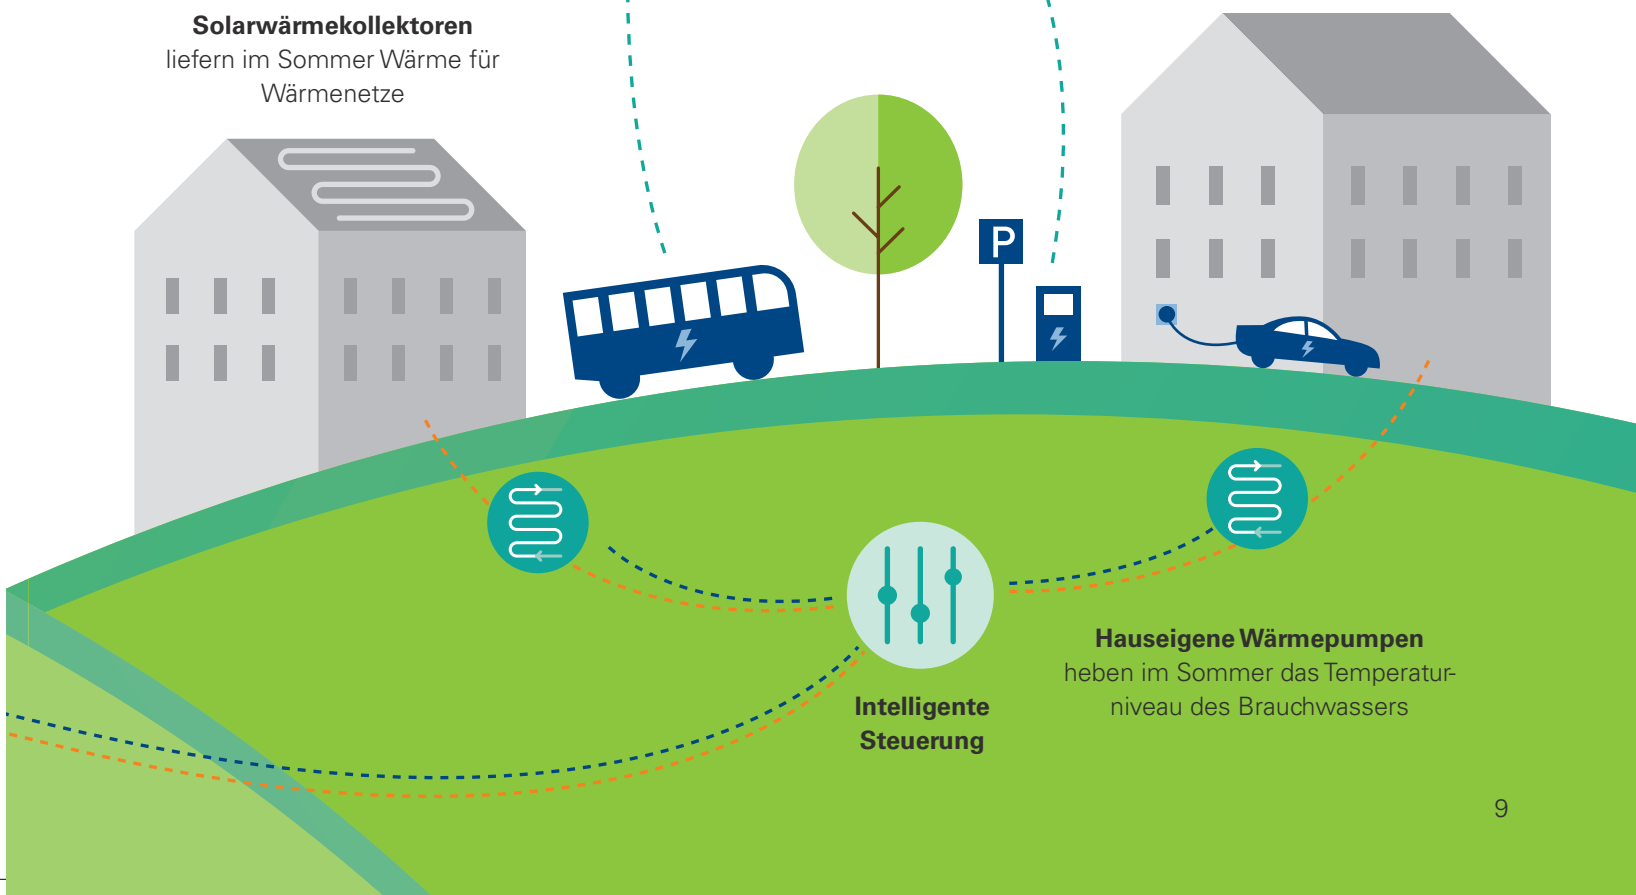 Solarwärmekollektoren
liefern im Sommer Wärme für
Wärmenetze
P
Hauseigene Wärmepumpen
heben im Sommer das Temperatur-
niveau des Brauchwassers
Intelligente
Steuerung
9